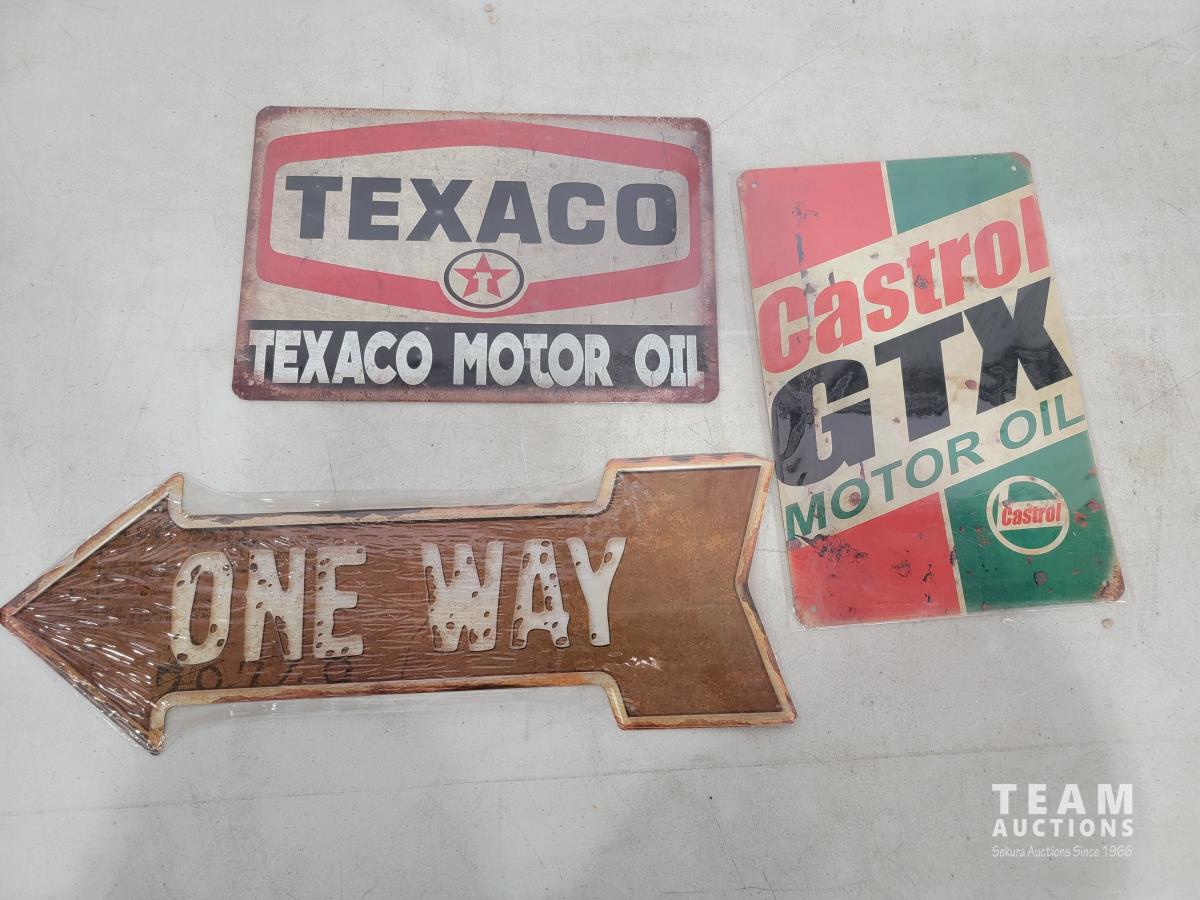 TEXACO
T
TEXACO MOTOR OIL
Castrol
GTX
MOTOR OIL
Castrol
ONE WAY
TEAM
AUCTIONS
Sekura Auctions Since 1966